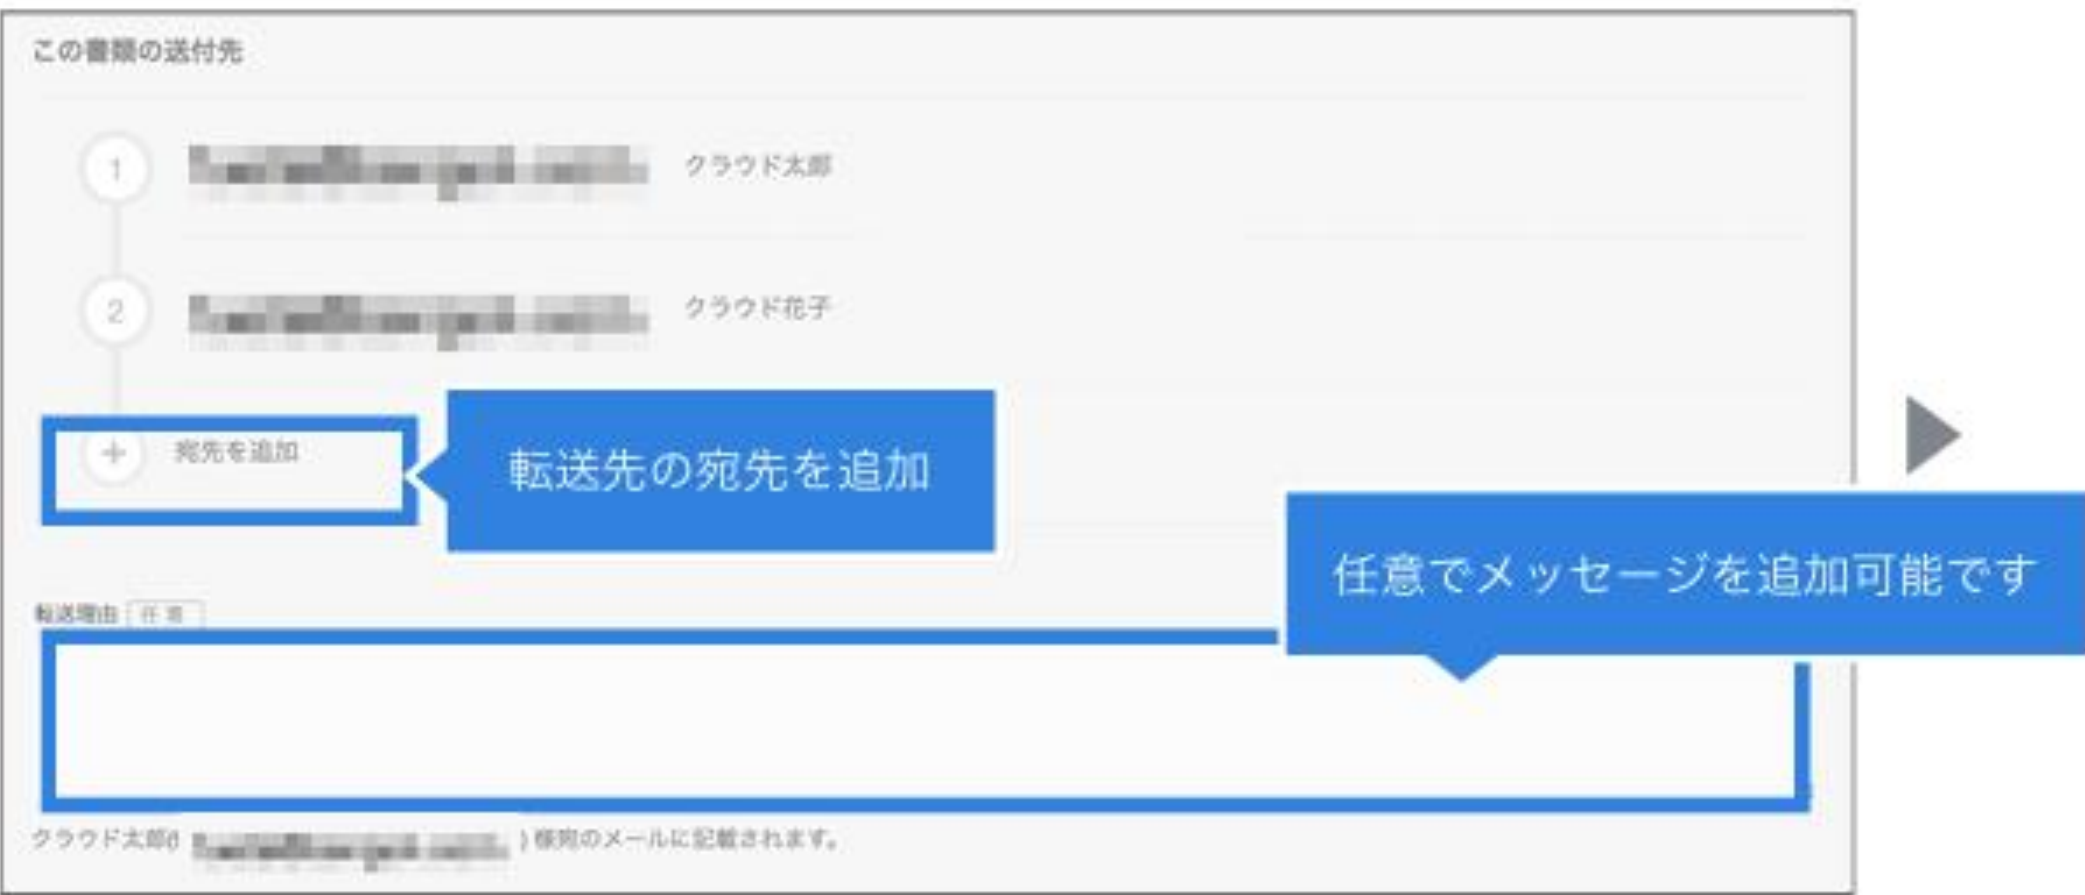 この書類の送付先
1
クラウド太郎
2
クラウド花子
+ 宛先を追加
転送先の宛先を追加
任意でメッセージを追加可能です
転送理由 任意
クラウド太郎(
) 様宛のメールに記載されます。